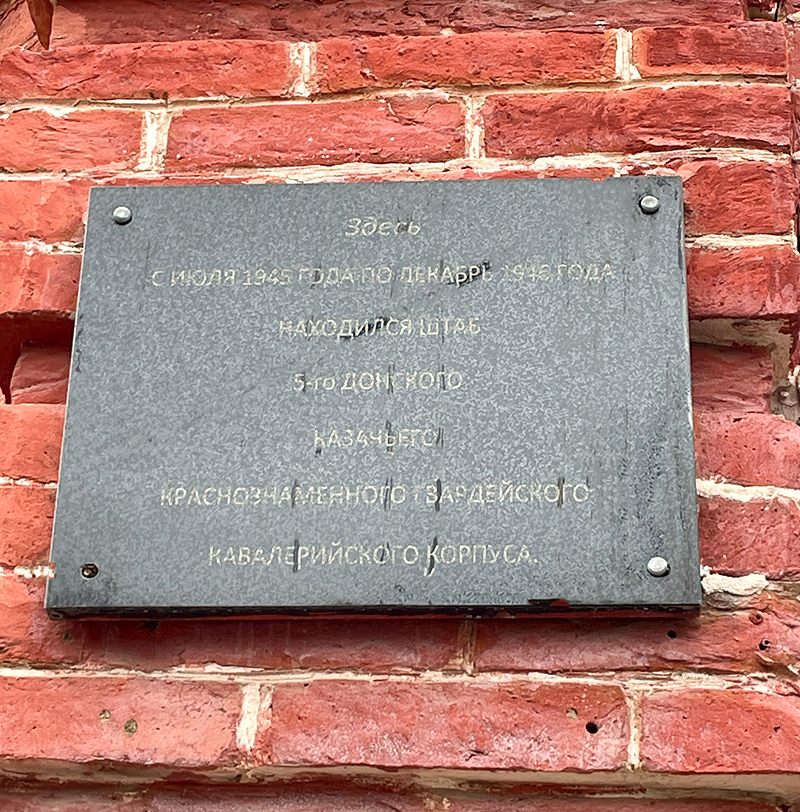 Здесь
С ИЮЛЯ 1945 ГОДА ПО ДЕКАБРЬ 1946 ГОДА
НАХОДИЛСЯ ШТАБ
5-го ДОНСКОГО
КАЗАЧЬЕГО
КРАСНОЗНАМЕННОГО ГВАРДЕЙСКОГО
КАВАЛЕРИЙСКОГО КОРПУСА.